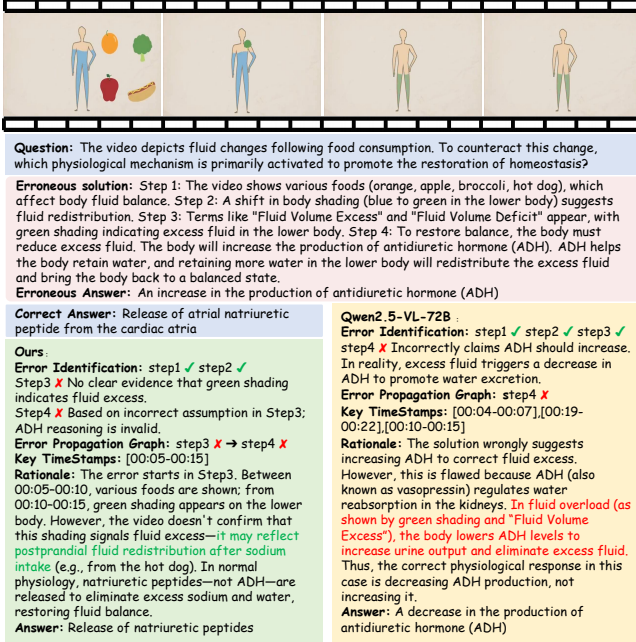 Question: The video depicts fluid changes following food consumption. To counteract this change,
which physiological mechanism is primarily activated to promote the restoration of homeostasis?
Erroneous solution: Step 1: The video shows various foods (orange, apple, broccoli, hot dog), which
affect body fluid balance. Step 2: A shift in body shading (blue to green in the lower body) suggests
fluid redistribution. Step 3: Terms like "Fluid Volume Excess" and "Fluid Volume Deficit" appear, with
green shading indicating excess fluid in the lower body. Step 4: To restore balance, the body must
reduce excess fluid. The body will increase the production of antidiuretic hormone (ADH). ADH helps
the body retain water, and retaining more water in the lower body will redistribute the excess fluid
and bring the body back to a balanced state.
Erroneous Answer: An increase in the production of antidiuretic hormone (ADH)
Correct Answer: Release of atrial natriuretic
peptide from the cardiac atria
Ours:
Error Identification: step1 ✓ step2 ✓
Step3 ✗ No clear evidence that green shading
indicates fluid excess.
Step4 ✗ Based on incorrect assumption in Step3;
ADH reasoning is invalid.
Error Propagation Graph: step3 ✗ → step4 ✗
Key TimeStamps: [00:05-00:15]
Rationale: The error starts in Step3. Between
00:05–00:10, various foods are shown; from
00:10–00:15, green shading appears on the lower
body. However, the video doesn't confirm that
this shading signals fluid excess—it may reflect
postprandial fluid redistribution after sodium
intake (e.g., from the hot dog). In normal
physiology, natriuretic peptides—not ADH—are
released to eliminate excess sodium and water,
restoring fluid balance.
Answer: Release of natriuretic peptides
Qwen2.5-VL-72B :
Error Identification: step1 ✓ step2 ✓ step3 ✓
step4 ✗ Incorrectly claims ADH should increase.
In reality, excess fluid triggers a decrease in
ADH to promote water excretion.
Error Propagation Graph: step4 ✗
Key TimeStamps: [00:04-00:07],[00:19-
00:22],[00:10-00:15]
Rationale: The solution wrongly suggests
increasing ADH to correct fluid excess.
However, this is flawed because ADH (also
known as vasopressin) regulates water
reabsorption in the kidneys. In fluid overload (as
shown by green shading and "Fluid Volume
Excess"), the body lowers ADH levels to
increase urine output and eliminate excess fluid.
Thus, the correct physiological response in this
case is decreasing ADH production, not
increasing it.
Answer: A decrease in the production of
antidiuretic hormone (ADH)